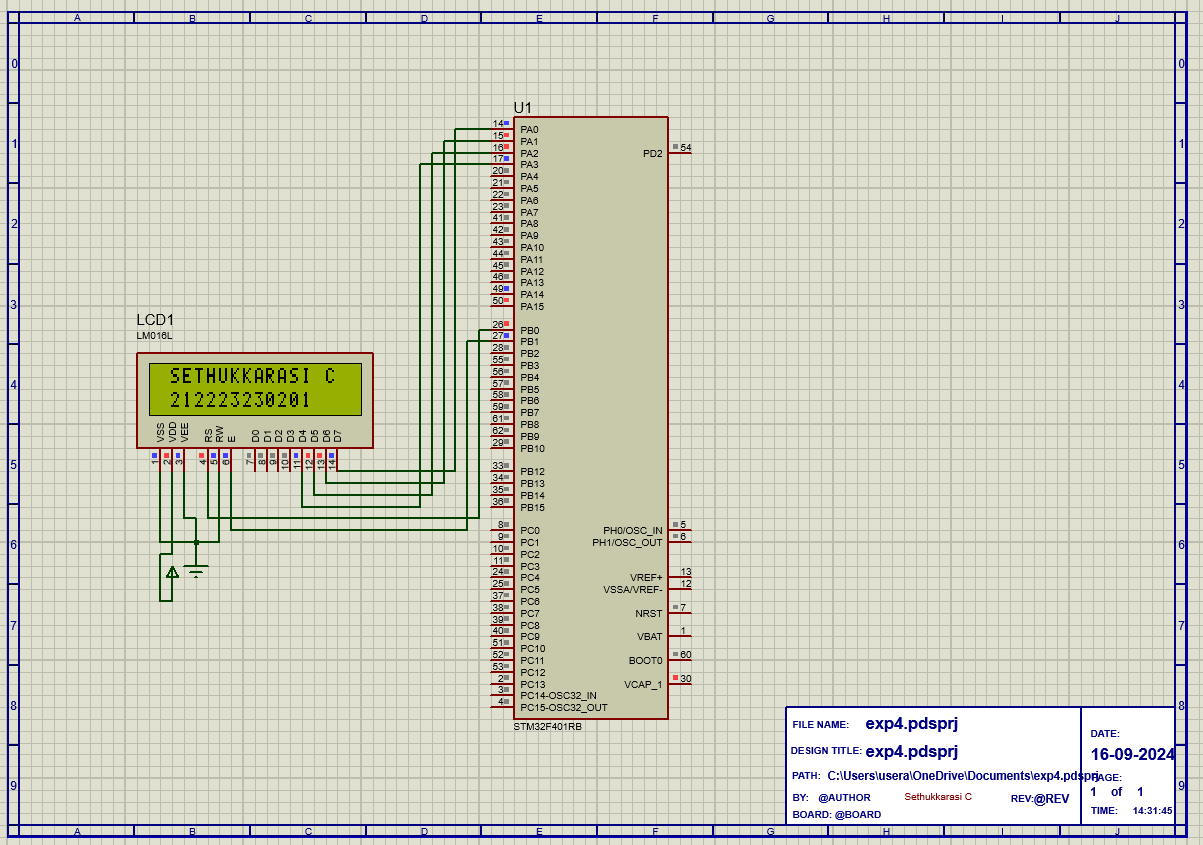 A B C D E F G H I J
0 0
1 1
2 2
3 3
4 4
5 5
6 6
7 7
8 8
9 9
U1
14 PA0
15 PA1
16 PA2
17 PA3
20 PA4
21 PA5
22 PA6
23 PA7
41 PA8
42 PA9
43 PA10
44 PA11
45 PA12
46 PA13
49 PA14
50 PA15
26 PB0
27 PB1
28 PB2
55 PB3
56 PB4
57 PB5
58 PB6
59 PB7
61 PB8
62 PB9
29 PB10
33 PB12
34 PB13
35 PB14
36 PB15
8 PC0
9 PC1
10 PC2
11 PC3
24 PC4
25 PC5
37 PC6
38 PC7
39 PC8
40 PC9
51 PC10
52 PC11
53 PC12
2 PC13
3 PC14-OSC32_IN
4 PC15-OSC32_OUT
PD2 54
PH0/OSC_IN 5
PH1/OSC_OUT 6
VREF+ 13
VSSA/VREF- 12
NRST 7
VBAT 1
BOOT0 60
VCAP_1 30
STM32F401RB
LCD1
LM016L
SETHUKKARASI C
212223230201
VSS VDD VEE RS RW E D0 D1 D2 D3 D4 D5 D6 D7
1 2 3 4 5 6 7 8 9 10 11 12 13 14
FILE NAME: exp4.pdsprj
DESIGN TITLE: exp4.pdsprj
PATH: C:\Users\usera\OneDrive\Documents\exp4.pdsprj
BY: @AUTHOR Sethukkarasi C REV:@REV
BOARD: @BOARD
DATE:
16-09-2024
PAGE:
1 of 1
TIME: 14:31:45
A B C D E F G H I J